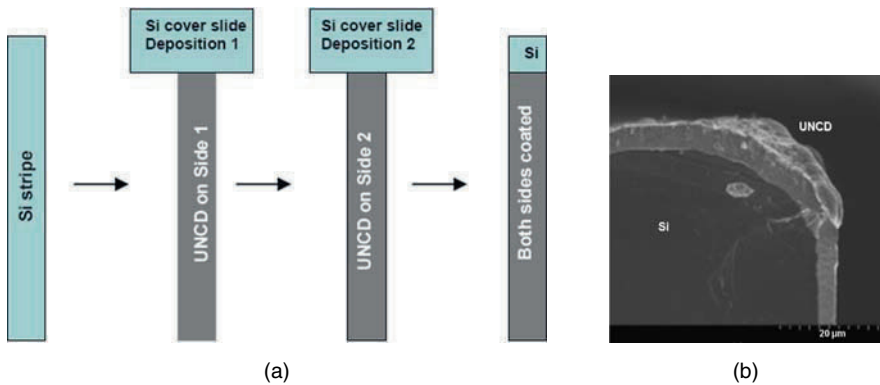 Si stripe
Si cover slide
Deposition 1
UNCD on Side 1
Si cover slide
Deposition 2
UNCD on Side 2
Si
Both sides coated
UNCD
Si
20 µm
(a)
(b)